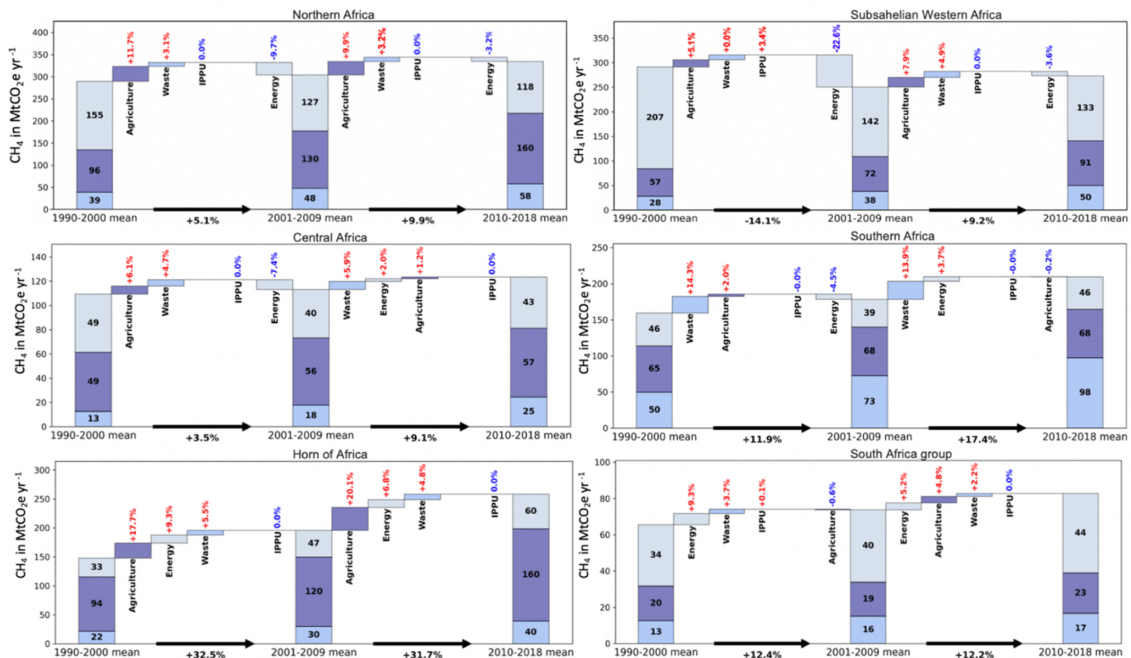 Northern Africa
CH₄ in MtCO₂e yr⁻¹
400
350
300
250
200
150
100
50
0
155
96
39
+11.7%
Agriculture
+3.1%
Waste
0.0%
IPPU
-9.7%
Energy
127
130
48
+9.9%
Agriculture
+3.2%
Waste
0.0%
IPPU
-3.2%
Energy
118
160
58
1990-2000 mean
+5.1%
2001-2009 mean
+9.9%
2010-2018 mean
Subsahelian Western Africa
CH₄ in MtCO₂e yr⁻¹
350
300
250
200
150
100
50
0
207
57
28
+5.1%
Agriculture
+0.0%
Waste
+3.4%
IPPU
-22.6%
Energy
142
72
38
+7.9%
Agriculture
+4.9%
Waste
0.0%
IPPU
-3.6%
Energy
133
91
50
1990-2000 mean
-14.1%
2001-2009 mean
+9.2%
2010-2018 mean
Central Africa
CH₄ in MtCO₂e yr⁻¹
140
120
100
80
60
40
20
0
49
49
13
+6.1%
Agriculture
+4.7%
Waste
0.0%
IPPU
-7.4%
Energy
40
56
18
+5.9%
Waste
+2.0%
Energy
+1.2%
Agriculture
0.0%
IPPU
43
57
25
1990-2000 mean
+3.5%
2001-2009 mean
+9.1%
2010-2018 mean
Southern Africa
CH₄ in MtCO₂e yr⁻¹
250
200
150
100
50
0
46
65
50
+14.3%
Waste
+2.0%
Agriculture
-0.0%
IPPU
-4.5%
Energy
39
68
73
+13.9%
Waste
+3.7%
Energy
-0.0%
IPPU
-0.2%
Agriculture
46
68
98
1990-2000 mean
+11.9%
2001-2009 mean
+17.4%
2010-2018 mean
Horn of Africa
CH₄ in MtCO₂e yr⁻¹
300
250
200
150
100
50
0
33
94
22
+17.7%
Agriculture
+9.3%
Energy
+5.5%
Waste
0.0%
IPPU
47
120
30
+20.1%
Agriculture
+6.8%
Energy
+4.8%
Waste
0.0%
IPPU
60
160
40
1990-2000 mean
+32.5%
2001-2009 mean
+31.7%
2010-2018 mean
South Africa group
CH₄ in MtCO₂e yr⁻¹
100
80
60
40
20
0
34
20
13
+9.3%
Energy
+3.7%
Waste
+0.1%
IPPU
-0.6%
Agriculture
40
19
16
+5.2%
Energy
+4.8%
Agriculture
+2.2%
Waste
0.0%
IPPU
44
23
17
1990-2000 mean
+12.4%
2001-2009 mean
+12.2%
2010-2018 mean